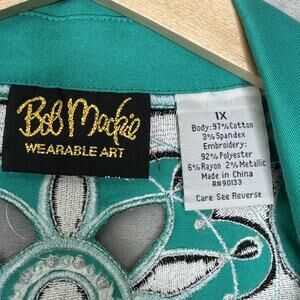 Bob Mackie
WEARABLE ART
1X
Body: 97% Cotton
3% Spandex
Embroidery:
92% Polyester
6% Rayon 2% Metallic
Made in China
RN90133
Care See Reverse